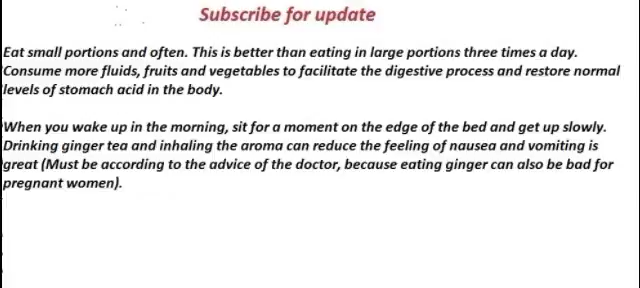 Subscribe for update
Eat small portions and often. This is better than eating in large portions three times a day.
Consume more fluids, fruits and vegetables to facilitate the digestive process and restore normal
levels of stomach acid in the body.
When you wake up in the morning, sit for a moment on the edge of the bed and get up slowly.
Drinking ginger tea and inhaling the aroma can reduce the feeling of nausea and vomiting is
great (Must be according to the advice of the doctor, because eating ginger can also be bad for
pregnant women).